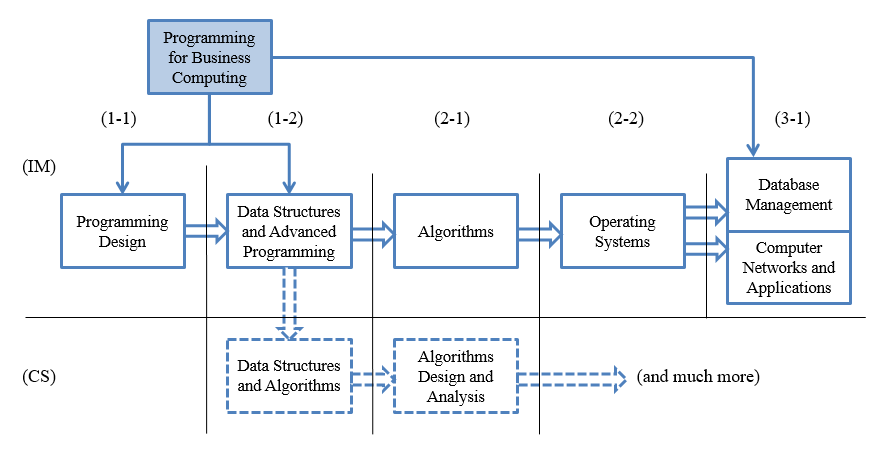 Programming
for Business
Computing
(1-1)
(1-2)
(2-1)
(2-2)
(3-1)
(IM)
Programming
Design
Data Structures
and Advanced
Programming
Algorithms
Operating
Systems
Database
Management
Computer
Networks and
Applications
(CS)
Data Structures
and Algorithms
Algorithms
Design and
Analysis
(and much more)